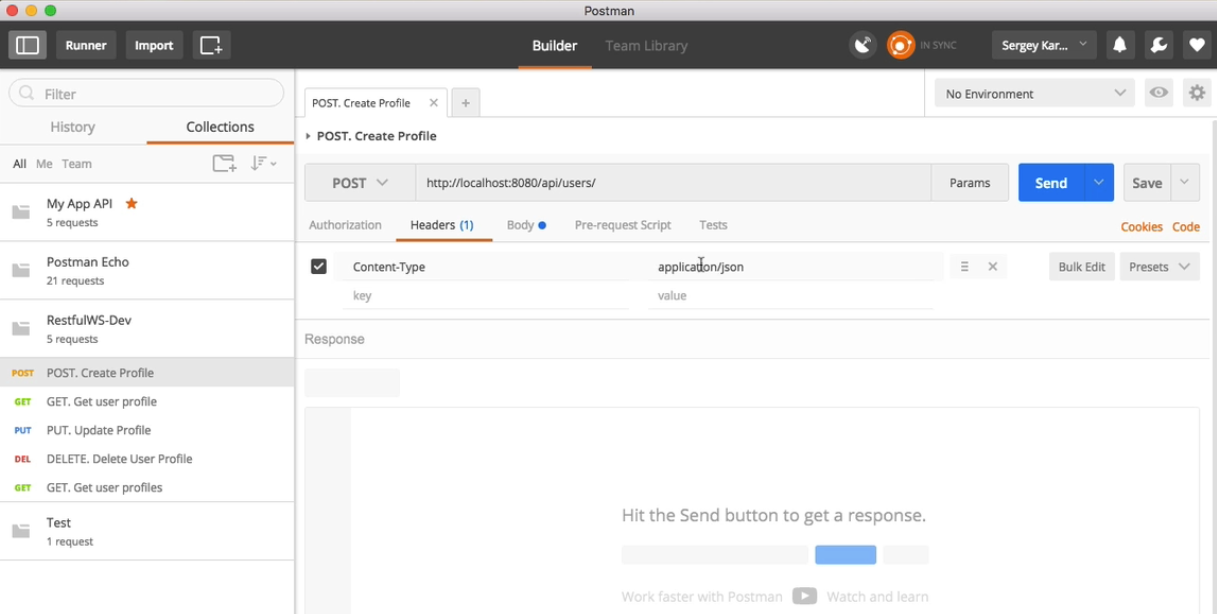 Postman
Runner Import Builder Team Library IN SYNC Sergey Kar...
Filter
History Collections
All Me Team
My App API
5 requests
Postman Echo
21 requests
RestfulWS-Dev
5 requests
POST POST. Create Profile
GET GET. Get user profile
PUT PUT. Update Profile
DEL DELETE. Delete User Profile
GET GET. Get user profiles
Test
1 request
POST. Create Profile
No Environment
POST. Create Profile
POST http://localhost:8080/api/users/ Params Send Save
Authorization Headers (1) Body Pre-request Script Tests Cookies Code
Content-Type application/json Bulk Edit Presets
key value
Response
Hit the Send button to get a response.
Work faster with Postman Watch and learn